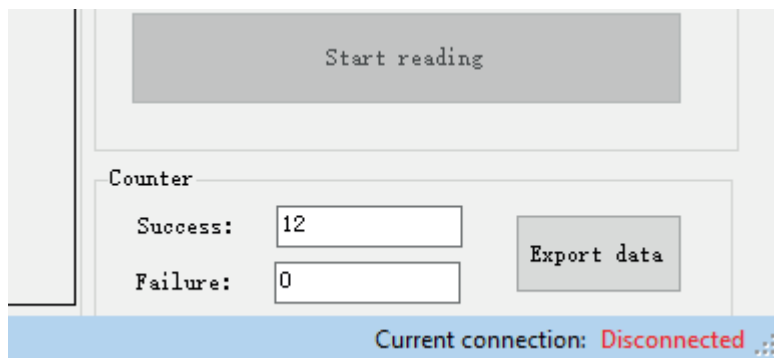 Start reading
Counter
Success: 12
Export data
Failure: 0
Current connection: Disconnected